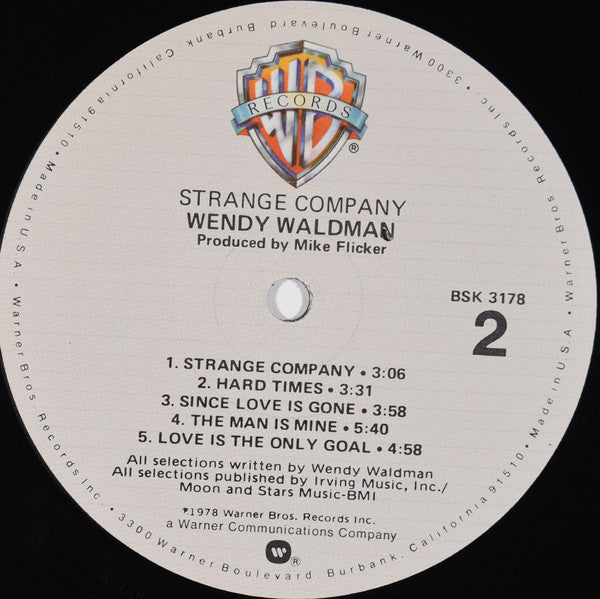 WB
RECORDS
®
STRANGE COMPANY
WENDY WALDMAN
Produced by Mike Flicker
BSK 3178
2
1. STRANGE COMPANY • 3:06
2. HARD TIMES • 3:31
3. SINCE LOVE IS GONE • 3:58
4. THE MAN IS MINE • 5:40
5. LOVE IS THE ONLY GOAL • 4:58
All selections written by Wendy Waldman
All selections published by Irving Music, Inc./
Moon and Stars Music-BMI
1978 Warner Bros. Records Inc.
a Warner Communications Company
®
Warner Bros. Records Inc. • 3300 Warner Boulevard, Burbank, California 91510 • Made in U.S.A. • Warner Bros. Records Inc. • 3300 Warner Boulevard, Burbank, California 91510 • Made in U.S.A. •